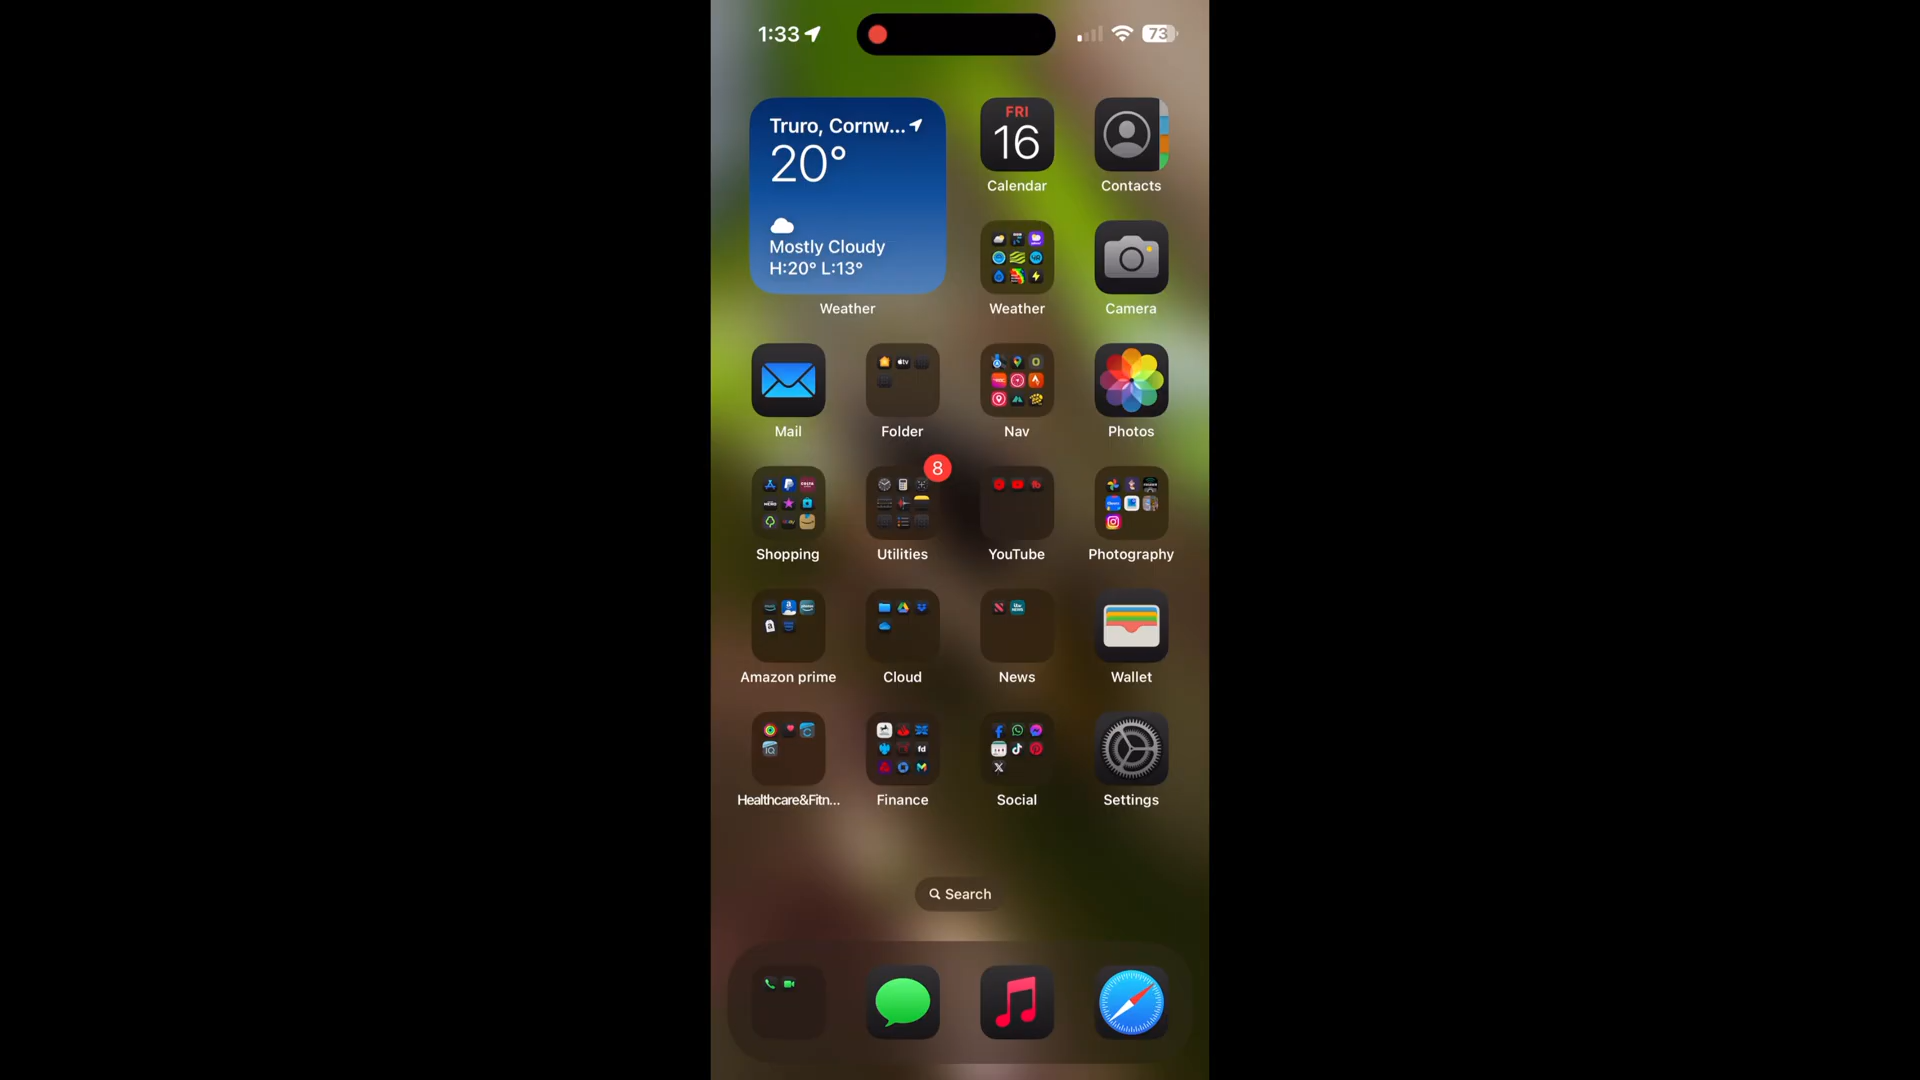 1:33
73
Truro, Cornw...
20°
Mostly Cloudy
H:20° L:13°
Weather
FRI
16
Calendar
Contacts
Weather
Camera
Mail
Folder
Nav
Photos
8
Shopping
Utilities
YouTube
Photography
Amazon prime
Cloud
News
Wallet
Healthcare&Fitn...
Finance
Social
Settings
Search